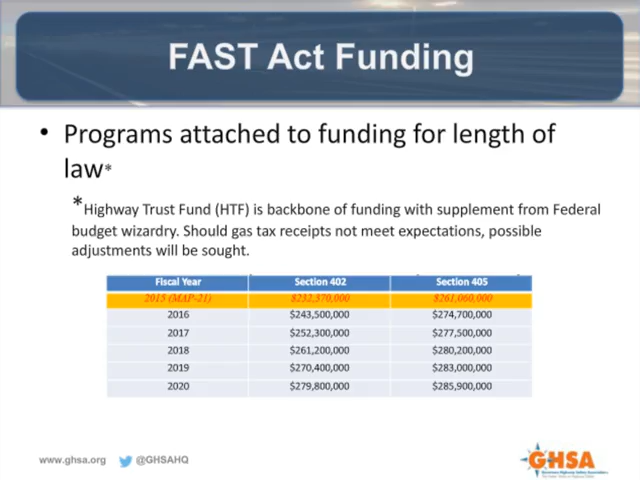 FAST Act Funding
• Programs attached to funding for length of
law*
*Highway Trust Fund (HTF) is backbone of funding with supplement from Federal
budget wizardry. Should gas tax receipts not meet expectations, possible
adjustments will be sought.
Fiscal Year Section 402 Section 405
2015 (MAP-21) $232,370,000 $261,060,000
2016 $243,500,000 $274,700,000
2017 $252,300,000 $277,500,000
2018 $261,200,000 $280,200,000
2019 $270,400,000 $283,000,000
2020 $279,800,000 $285,900,000
www.ghsa.org @GHSAHQ
GHSA
Governors Highway Safety Association